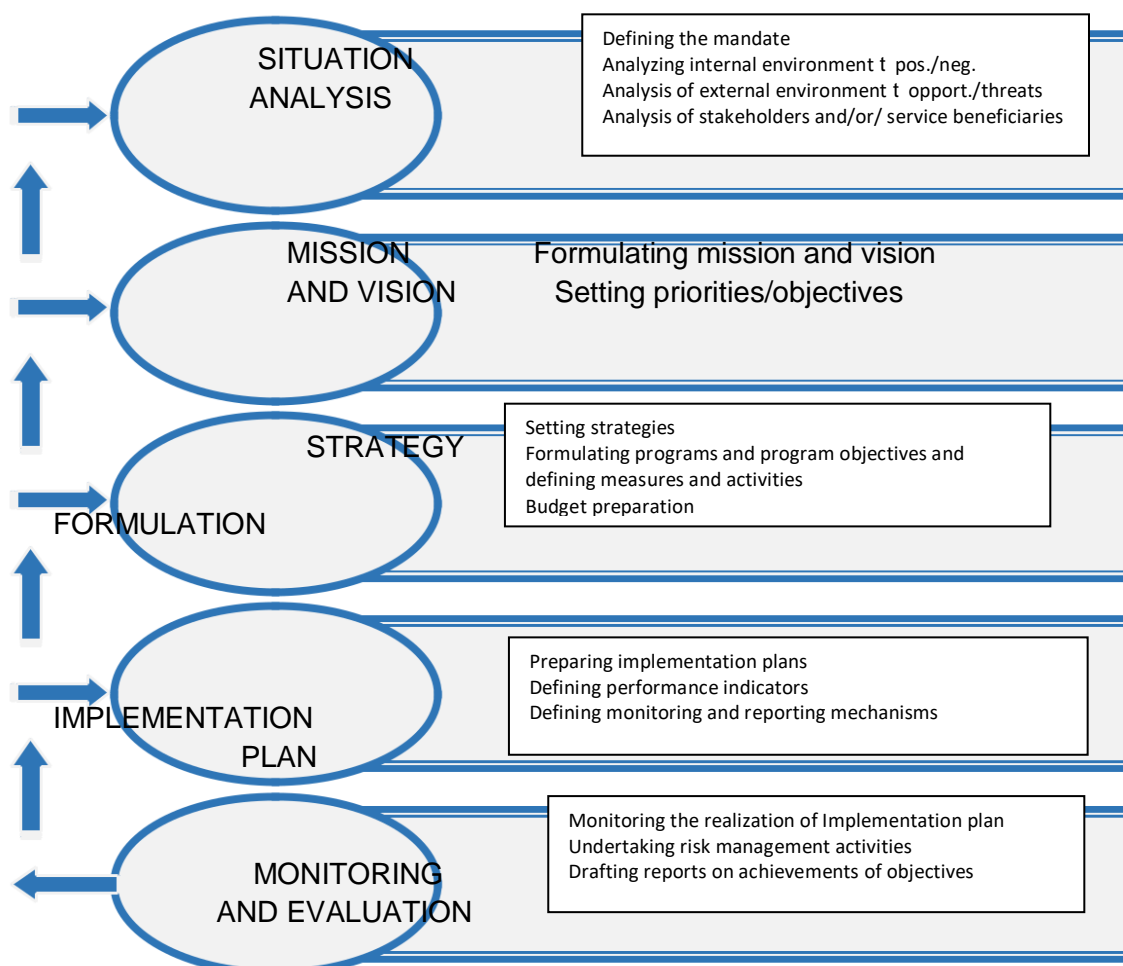 SITUATION
ANALYSIS
Defining the mandate
Analyzing internal environment t pos./neg.
Analysis of external environment t opport./threats
Analysis of stakeholders and/or/ service beneficiaries
MISSION
AND VISION
Formulating mission and vision
Setting priorities/objectives
STRATEGY
FORMULATION
Setting strategies
Formulating programs and program objectives and
defining measures and activities
Budget preparation
IMPLEMENTATION
PLAN
Preparing implementation plans
Defining performance indicators
Defining monitoring and reporting mechanisms
MONITORING
AND EVALUATION
Monitoring the realization of Implementation plan
Undertaking risk management activities
Drafting reports on achievements of objectives